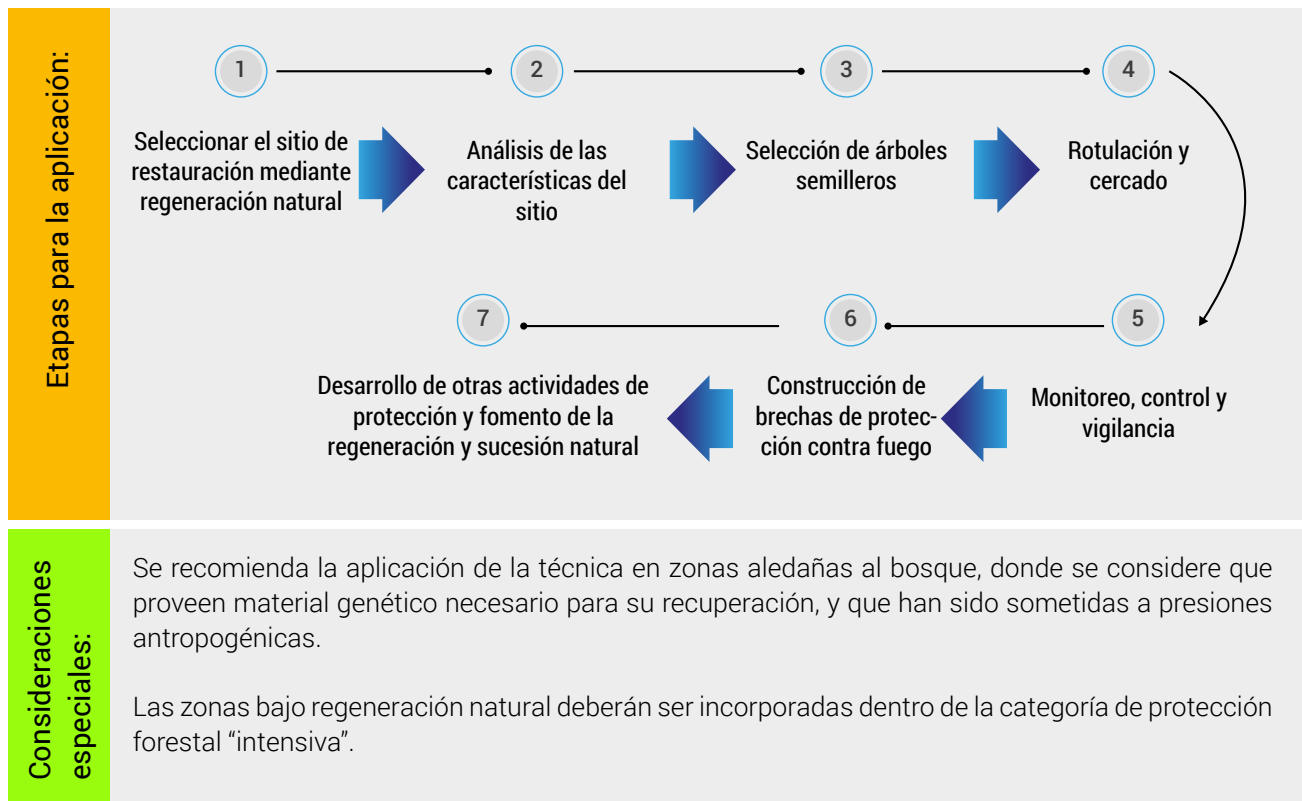 Etapas para la aplicación:
1
2
3
4
Seleccionar el sitio de
restauración mediante
regeneración natural
Análisis de las
características del
sitio
Selección de árboles
semilleros
Rotulación y
cercado
5
Monitoreo, control y
vigilancia
6
Construcción de
brechas de protec-
ción contra fuego
7
Desarrollo de otras actividades de
protección y fomento de la
regeneración y sucesión natural
Consideraciones
especiales:
Se recomienda la aplicación de la técnica en zonas aledañas al bosque, donde se considere que
proveen material genético necesario para su recuperación, y que han sido sometidas a presiones
antropogénicas.
Las zonas bajo regeneración natural deberán ser incorporadas dentro de la categoría de protección
forestal “intensiva”.